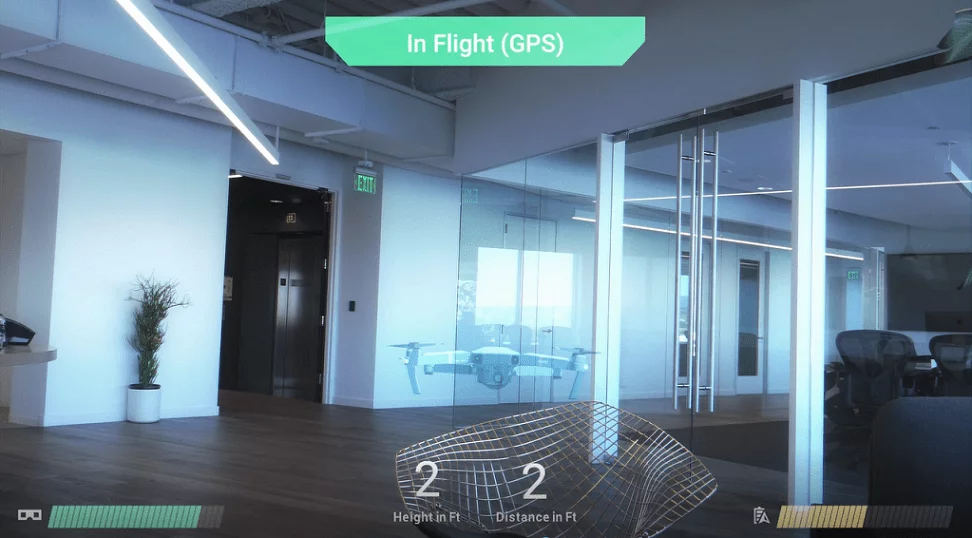 In Flight (GPS)
EXIT
2
2
Height in Ft
Distance in Ft